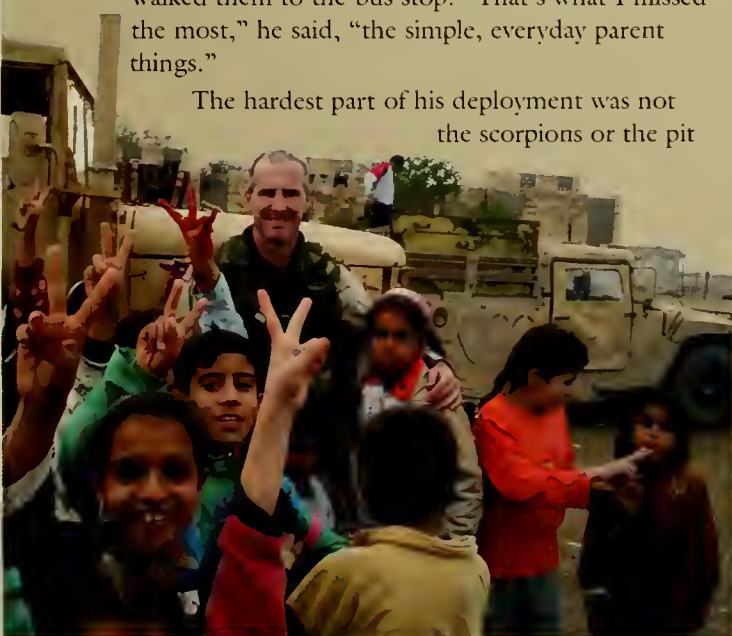 walked them to the bus stop. “That’s what I missed
the most,” he said, “the simple, everyday parent
things.”
The hardest part of his deployment was not
the scorpions or the pit